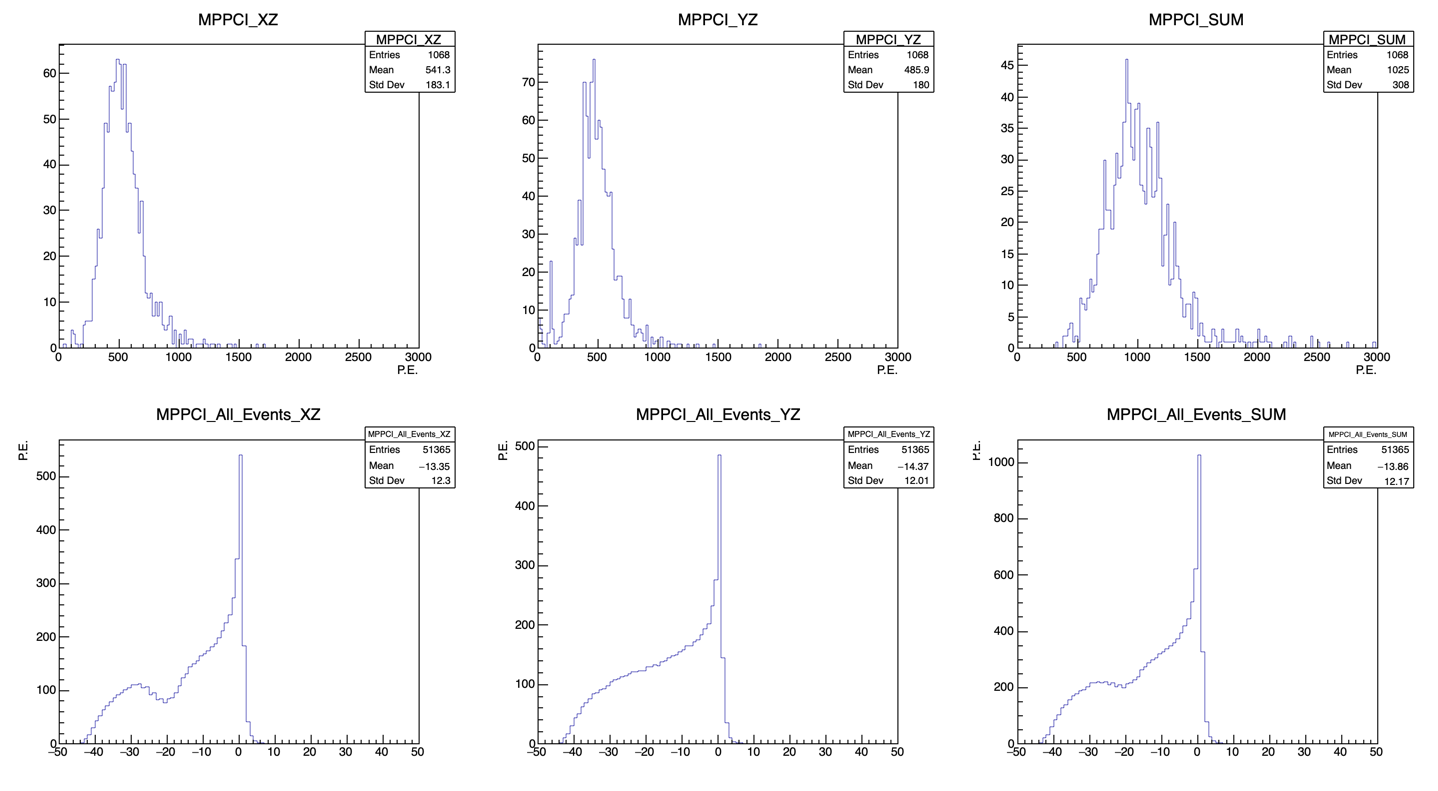 MPPCI_XZ
MPPCI_XZ
Entries 1068
Mean 541.3
Std Dev 183.1
60
50
40
30
20
10
0
0 500 1000 1500 2000 2500 3000
P.E.
MPPCI_YZ
MPPCI_YZ
Entries 1068
Mean 485.9
Std Dev 180
70
60
50
40
30
20
10
0
0 500 1000 1500 2000 2500 3000
P.E.
MPPCI_SUM
MPPCI_SUM
Entries 1068
Mean 1025
Std Dev 308
45
40
35
30
25
20
15
10
5
0
0 500 1000 1500 2000 2500 3000
P.E.
MPPCI_All_Events_XZ
P.E.
MPPCI_All_Events_XZ
Entries 51365
Mean −13.35
Std Dev 12.3
500
400
300
200
100
0
−50 −40 −30 −20 −10 0 10 20 30 40 50
MPPCI_All_Events_YZ
P.E.
MPPCI_All_Events_YZ
Entries 51365
Mean −14.37
Std Dev 12.01
500
400
300
200
100
0
−50 −40 −30 −20 −10 0 10 20 30 40 50
MPPCI_All_Events_SUM
P.E.
MPPCI_All_Events_SUM
Entries 51365
Mean −13.86
Std Dev 12.17
1000
800
600
400
200
0
−50 −40 −30 −20 −10 0 10 20 30 40 50